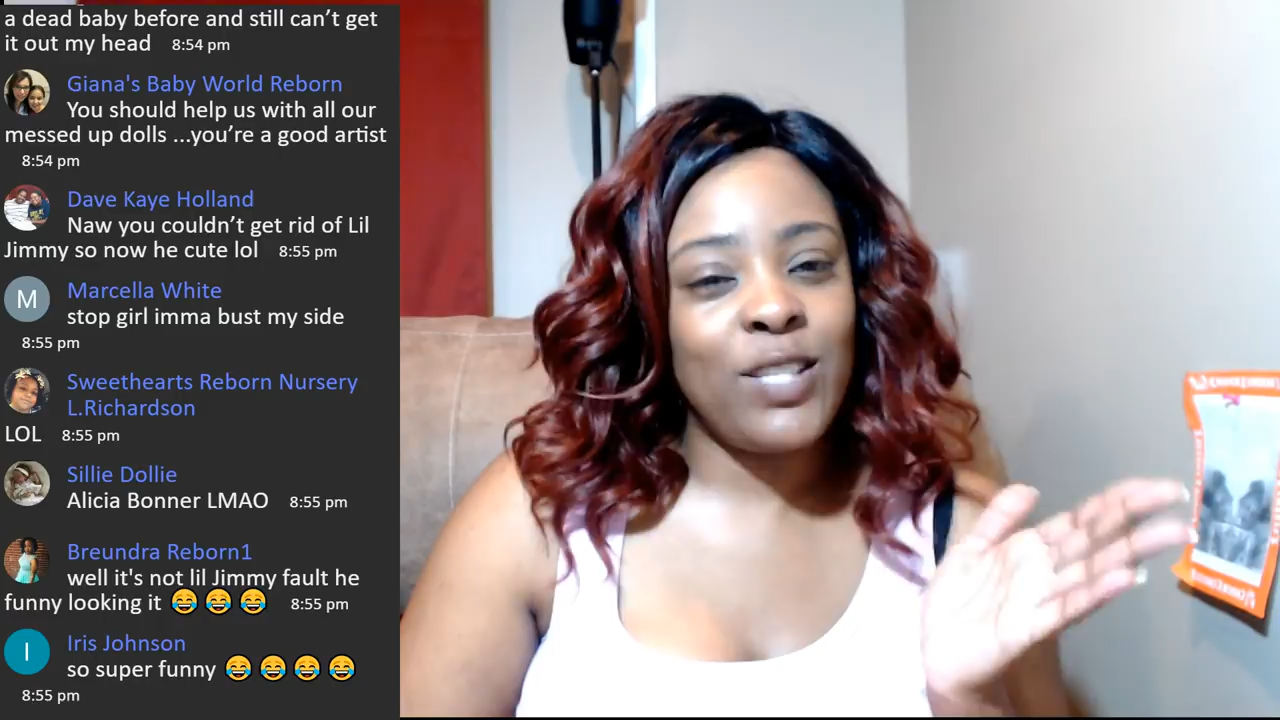 a dead baby before and still can’t get
it out my head 8:54 pm
Giana's Baby World Reborn
You should help us with all our
messed up dolls ...you’re a good artist
8:54 pm
Dave Kaye Holland
Naw you couldn’t get rid of Lil
Jimmy so now he cute lol 8:55 pm
M
Marcella White
stop girl imma bust my side
8:55 pm
Sweethearts Reborn Nursery
L.Richardson
LOL 8:55 pm
Sillie Dollie
Alicia Bonner LMAO 8:55 pm
Breundra Reborn1
well it's not lil Jimmy fault he
funny looking it 😂 😂 😂 8:55 pm
I
Iris Johnson
so super funny 😂 😂 😂 😂
8:55 pm